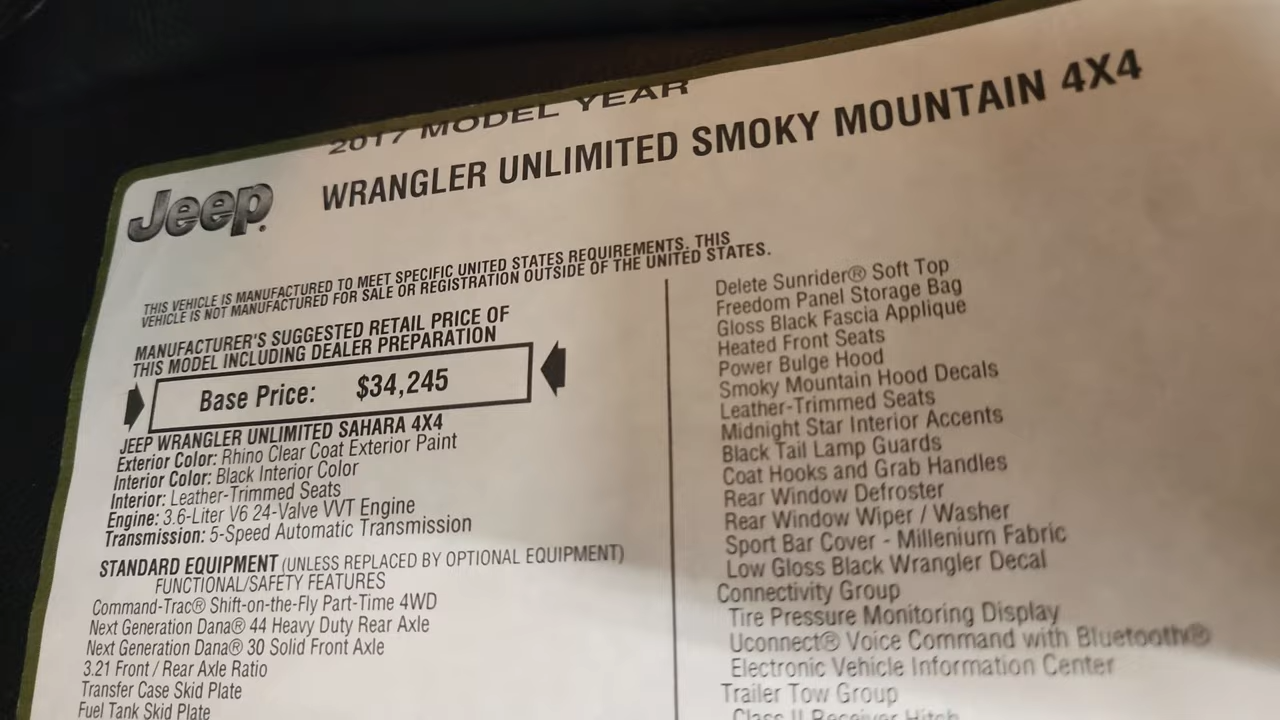 2017 MODEL YEAR
WRANGLER UNLIMITED SMOKY MOUNTAIN 4X4
Jeep.
THIS VEHICLE IS MANUFACTURED TO MEET SPECIFIC UNITED STATES REQUIREMENTS. THIS
VEHICLE IS NOT MANUFACTURED FOR SALE OR REGISTRATION OUTSIDE OF THE UNITED STATES.
MANUFACTURER'S SUGGESTED RETAIL PRICE OF
THIS MODEL INCLUDING DEALER PREPARATION
Base Price: $34,245
JEEP WRANGLER UNLIMITED SAHARA 4X4
Exterior Color: Rhino Clear Coat Exterior Paint
Interior Color: Black Interior Color
Interior: Leather-Trimmed Seats
Engine: 3.6-Liter V6 24-Valve VVT Engine
Transmission: 5-Speed Automatic Transmission
STANDARD EQUIPMENT (UNLESS REPLACED BY OPTIONAL EQUIPMENT)
FUNCTIONAL/SAFETY FEATURES
Command-Trac® Shift-on-the-Fly Part-Time 4WD
Next Generation Dana® 44 Heavy Duty Rear Axle
Next Generation Dana® 30 Solid Front Axle
3.21 Front / Rear Axle Ratio
Transfer Case Skid Plate
Fuel Tank Skid Plate
Delete Sunrider® Soft Top
Freedom Panel Storage Bag
Gloss Black Fascia Applique
Heated Front Seats
Power Bulge Hood
Smoky Mountain Hood Decals
Leather-Trimmed Seats
Midnight Star Interior Accents
Black Tail Lamp Guards
Coat Hooks and Grab Handles
Rear Window Defroster
Rear Window Wiper / Washer
Sport Bar Cover - Millenium Fabric
Low Gloss Black Wrangler Decal
Connectivity Group
Tire Pressure Monitoring Display
Uconnect® Voice Command with Bluetooth®
Electronic Vehicle Information Center
Trailer Tow Group
Class II Receiver Hitch